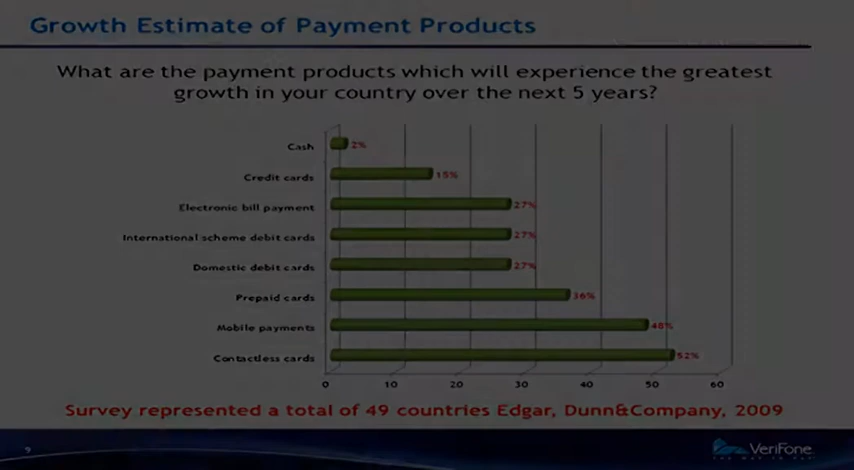 Growth Estimate of Payment Products
What are the payment products which will experience the greatest
growth in your country over the next 5 years?
Cash 2%
Credit cards 15%
Electronic bill payment 27%
International scheme debit cards 27%
Domestic debit cards 27%
Prepaid cards 36%
Mobile payments 48%
Contactless cards 52%
0 10 20 30 40 50 60
Survey represented a total of 49 countries Edgar, Dunn&Company, 2009
9
VeriFone